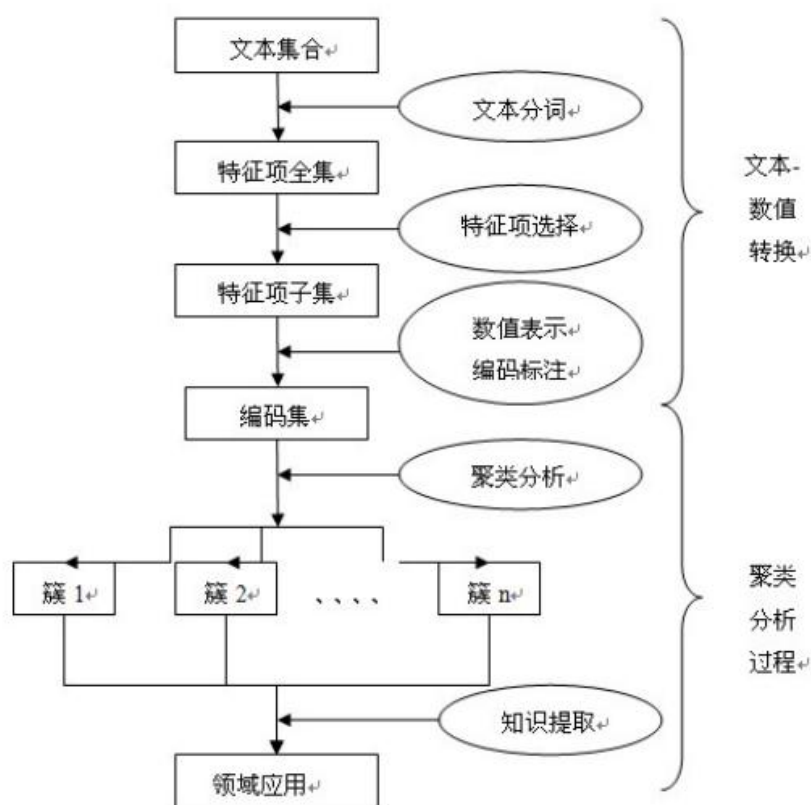 文本集合↵
文本分词↵
特征项全集↵
文本-
数值
转换↵
特征项选择↵
特征项子集↵
数值表示↵
编码标注↵
编码集↵
聚类分析↵
簇 1↵
簇 2↵
、、、、
簇 n↵
聚类
分析
过程↵
知识提取↵
领域应用↵